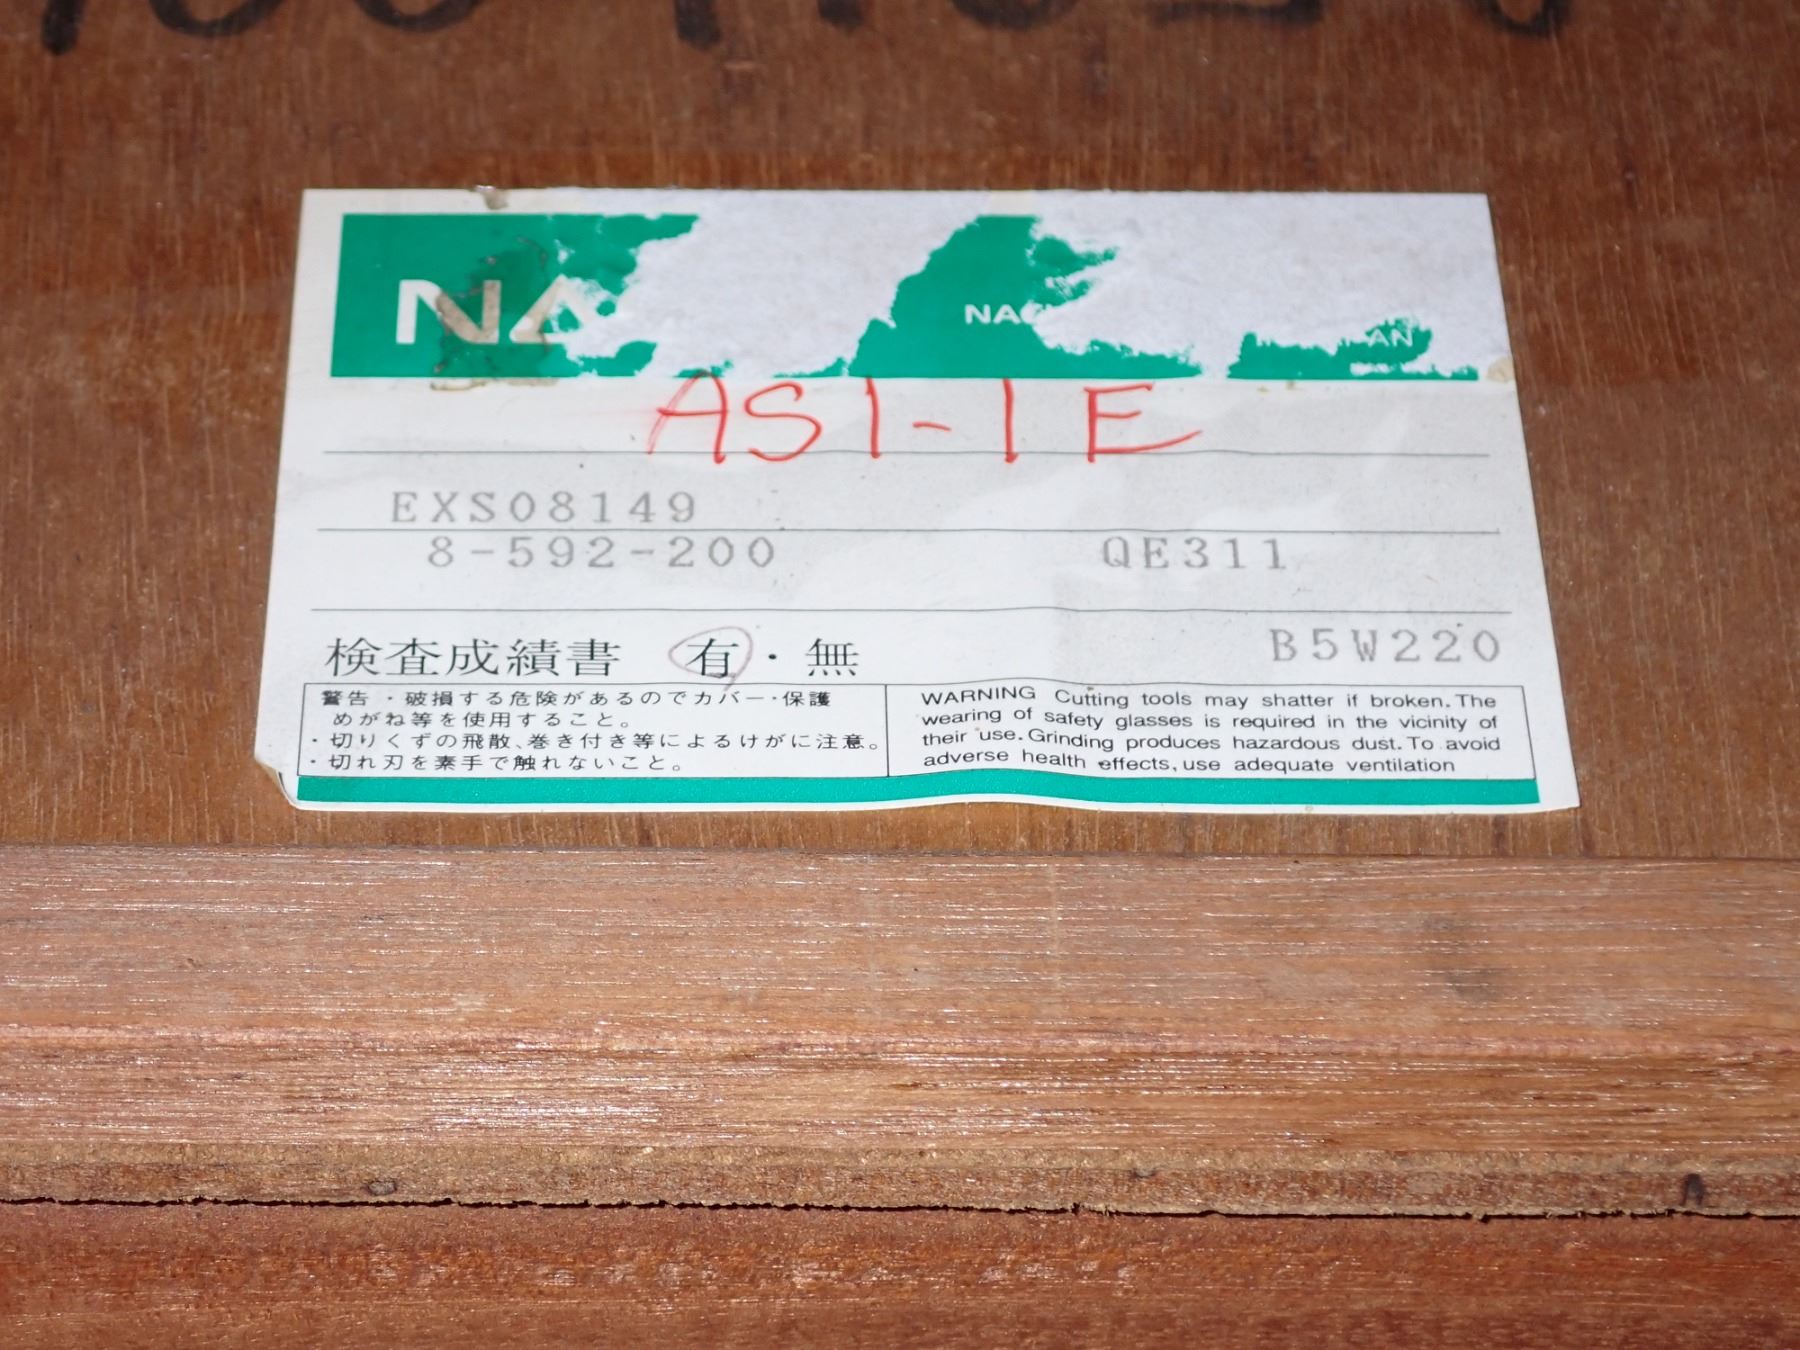 AS1-1E
EXS08149
8-592-200 QE311
検査成績書 有・無 B5W220
警告・破損する危険があるのでカバー・保護
めがね等を使用すること。
・切りくずの飛散、巻き付き等によるけがに注意。
・切れ刃を素手で触れないこと。
WARNING Cutting tools may shatter if broken. The
wearing of safety glasses is required in the vicinity of
their use. Grinding produces hazardous dust. To avoid
adverse health effects, use adequate ventilation